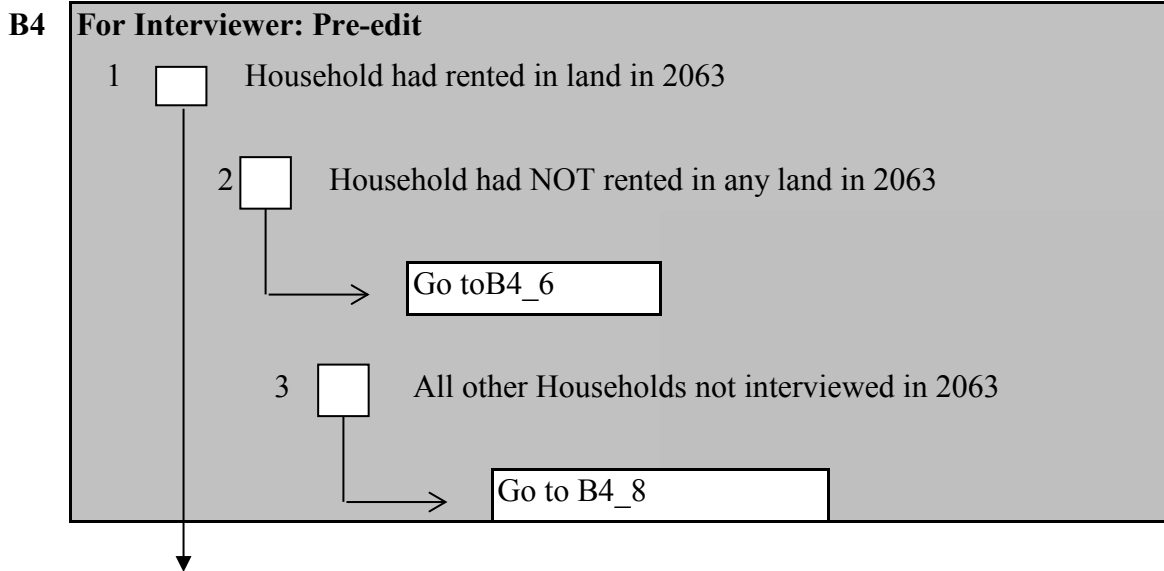 B4 For Interviewer: Pre-edit
1 Household had rented in land in 2063
2 Household had NOT rented in any land in 2063
Go toB4_6
3 All other Households not interviewed in 2063
Go to B4_8